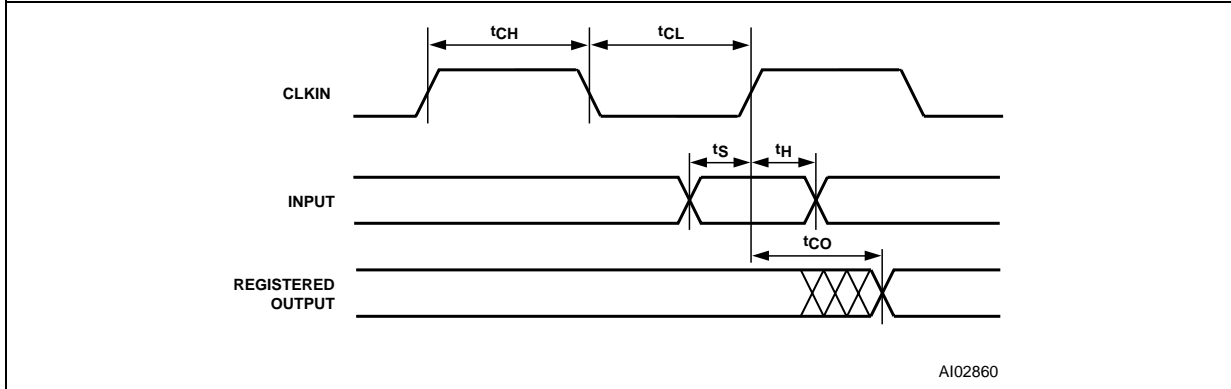 tCH
tCL
CLKIN
tS
tH
INPUT
tCO
REGISTERED
OUTPUT
AI02860